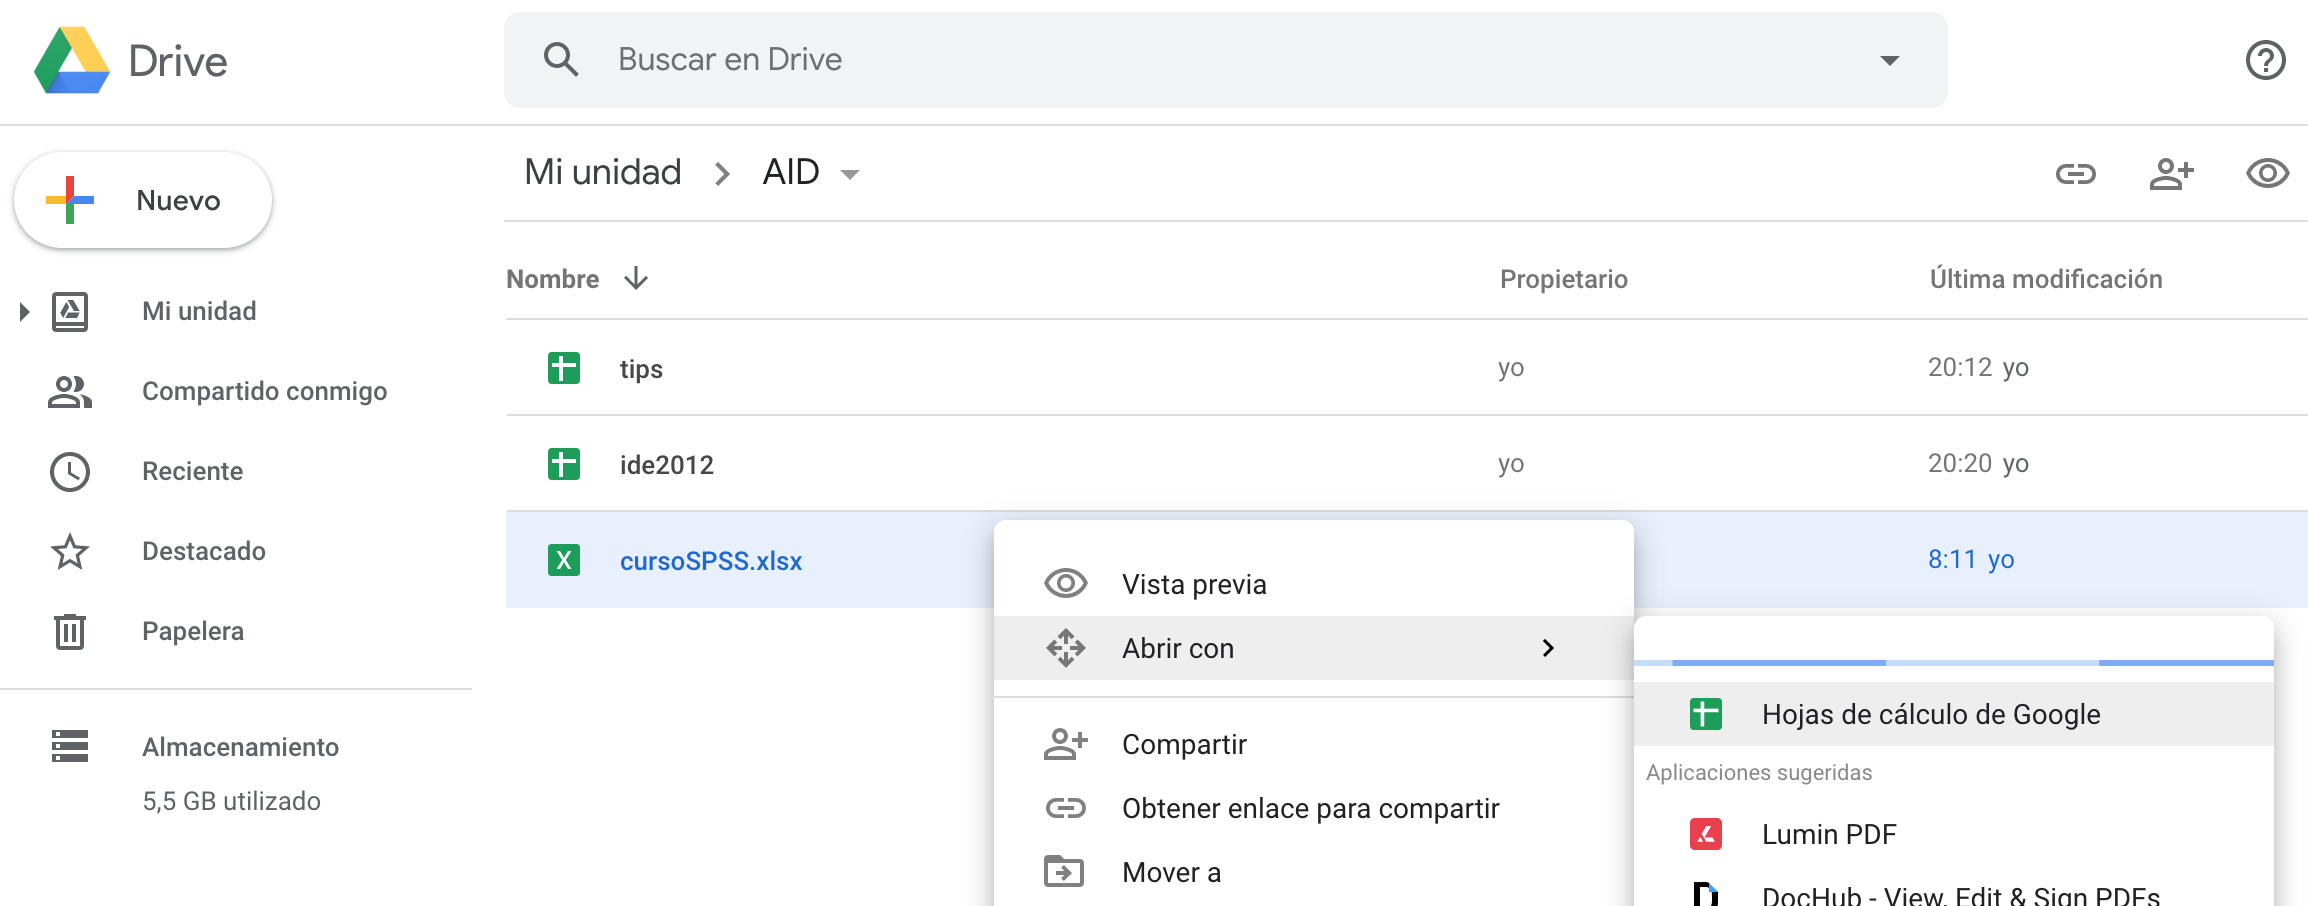 Drive
Buscar en Drive
Nuevo
Mi unidad
Compartido conmigo
Reciente
Destacado
Papelera
Almacenamiento
5,5 GB utilizado
Mi unidad > AID
Nombre Propietario Última modificación
tips yo 20:12 yo
ide2012 yo 20:20 yo
X cursoSPSS.xlsx 8:11 yo
Vista previa
Abrir con
Compartir
Obtener enlace para compartir
Mover a
Hojas de cálculo de Google
Aplicaciones sugeridas
Lumin PDF
DocHub - View, Edit & Sign PDFs